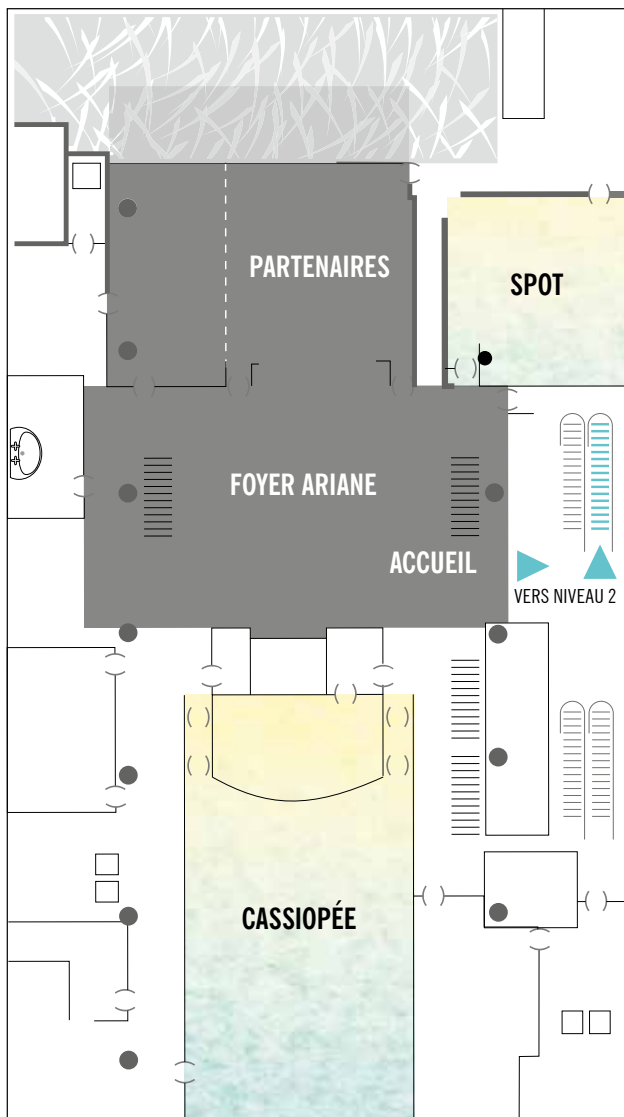 PARTENAIRES
SPOT
FOYER ARIANE
ACCUEIL
VERS NIVEAU 2
CASSIOPÉE